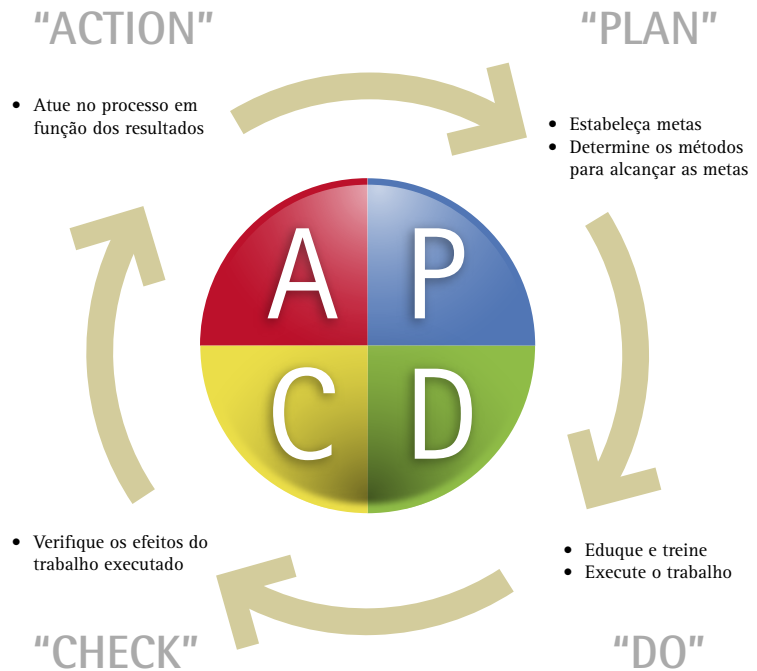 “ACTION”
• Atue no processo em
função dos resultados
“PLAN”
• Estabeleça metas
• Determine os métodos
para alcançar as metas
A P
C D
• Verifique os efeitos do
trabalho executado
“CHECK”
• Eduque e treine
• Execute o trabalho
“DO”